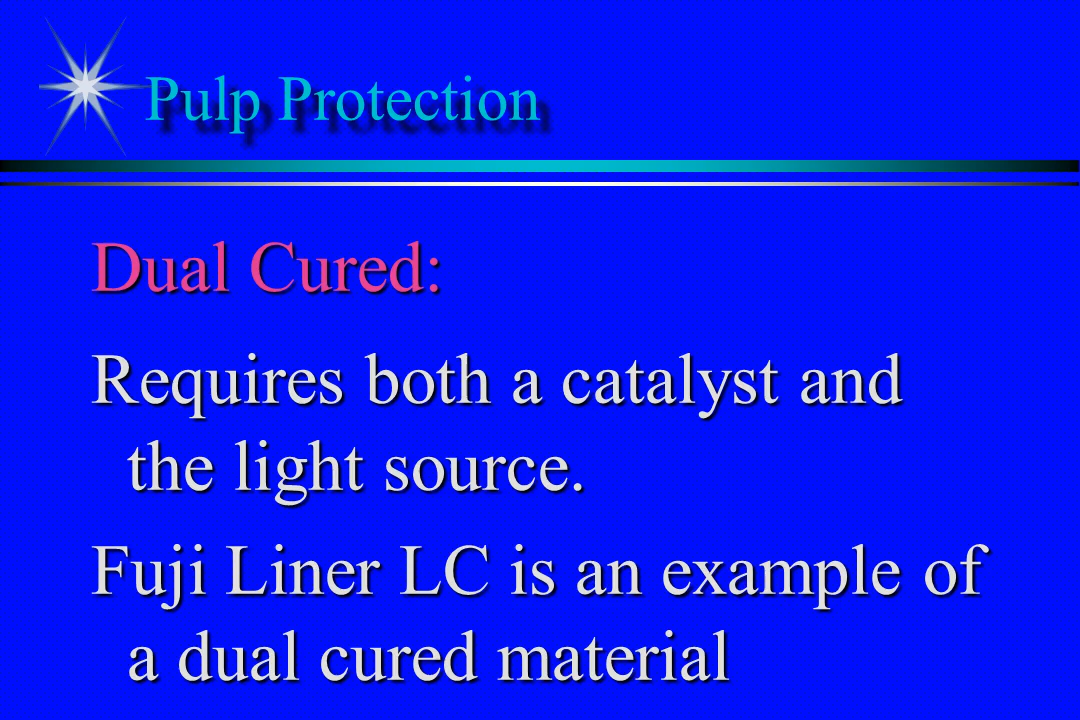 Pulp Protection
Dual Cured:
Requires both a catalyst and
the light source.
Fuji Liner LC is an example of
a dual cured material